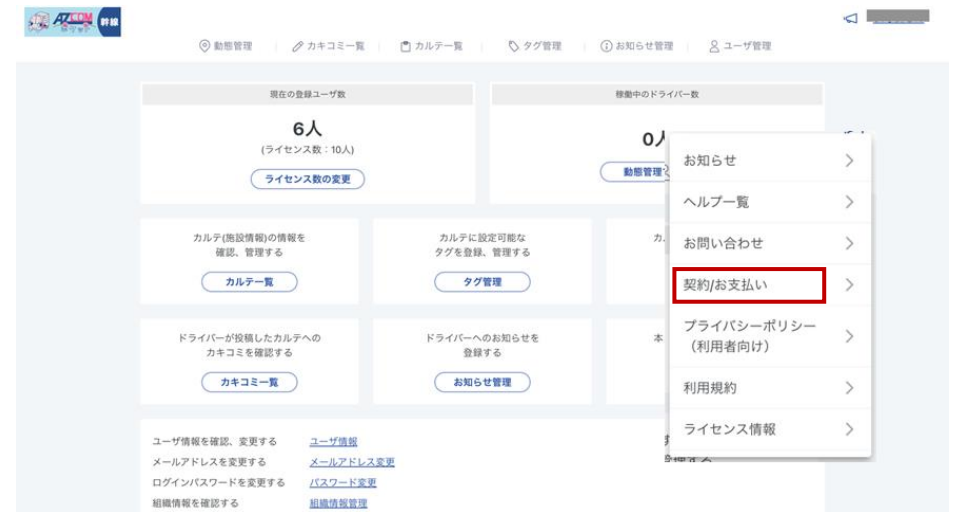 AZCOM
ロケット
幹線
動態管理
カキコミ一覧
カルテ一覧
タグ管理
お知らせ管理
ユーザ管理
現在の登録ユーザ数
稼働中のドライバー数
6人
(ライセンス数：10人)
ライセンス数の変更
0人
動態管理
お知らせ
ヘルプ一覧
お問い合わせ
契約/お支払い
プライバシーポリシー
（利用者向け）
利用規約
ライセンス情報
カルテ(施設情報)の情報を
確認、管理する
カルテ一覧
カルテに設定可能な
タグを登録、管理する
タグ管理
カ
ドライバーが投稿したカルテへの
カキコミを確認する
カキコミ一覧
ドライバーへのお知らせを
登録する
お知らせ管理
本
ユーザ情報を確認、変更する ユーザ情報
メールアドレスを変更する メールアドレス変更
ログインパスワードを変更する パスワード変更
組織情報を確認する 組織情報管理